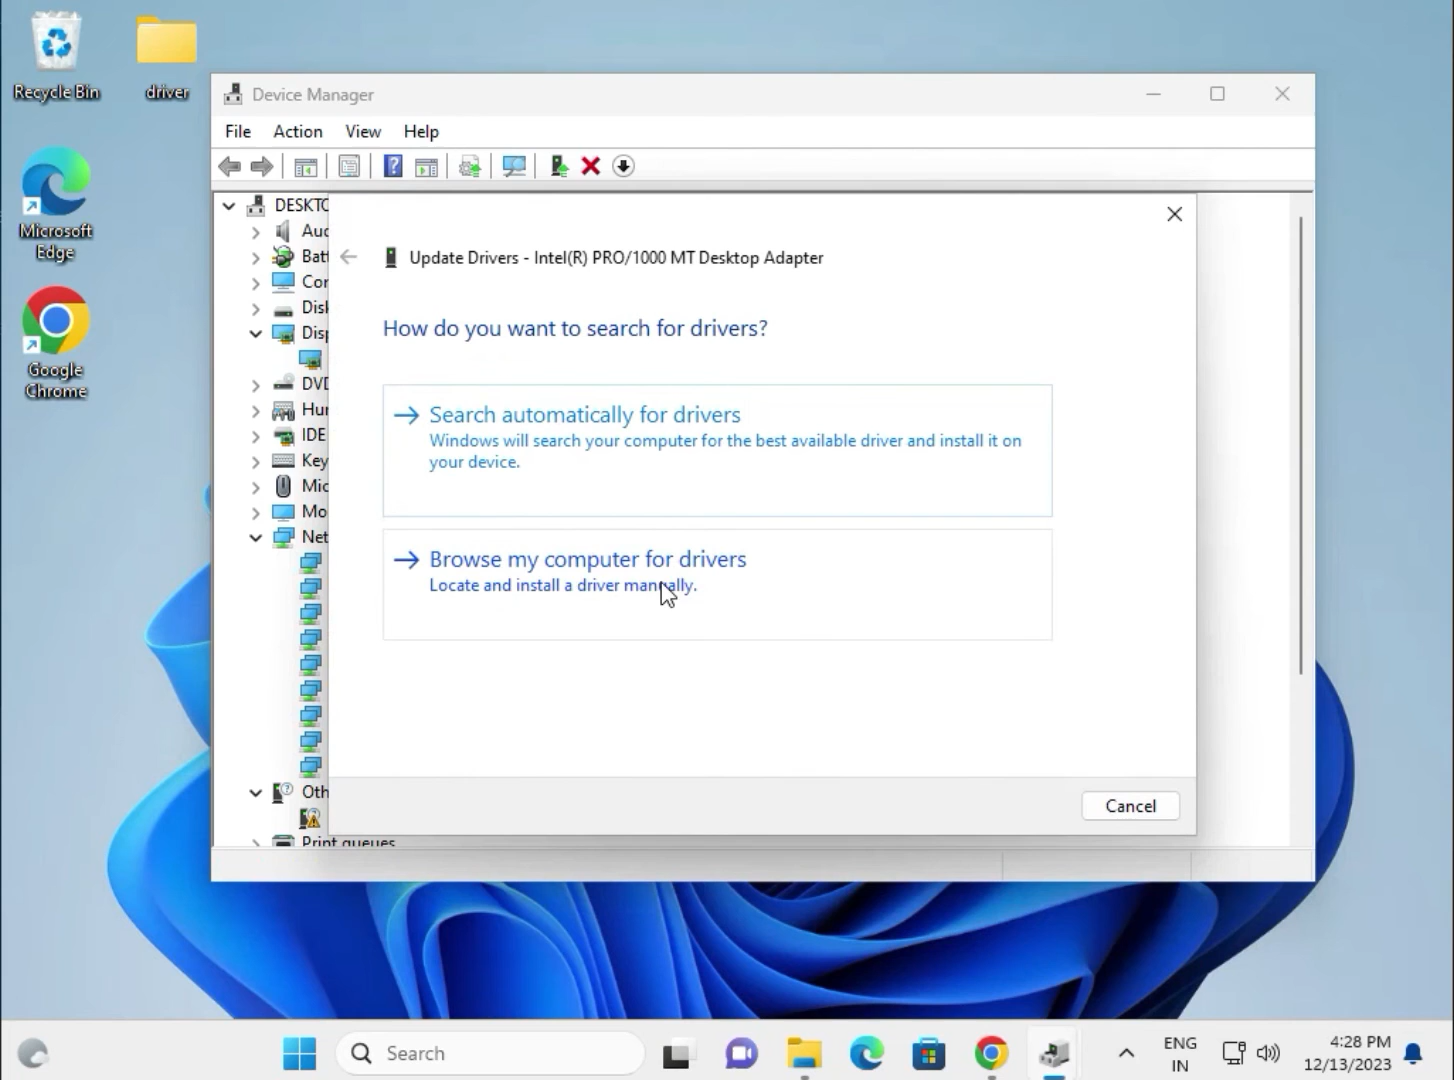 Recycle Bin
driver
Microsoft
Edge
Google
Chrome
Device Manager
File Action View Help
DESKTO
Aud
Batt
Cor
Disk
Disp
DVD
Hur
IDE
Key
Mic
Mo
Net
Oth
Print queues
Update Drivers - Intel(R) PRO/1000 MT Desktop Adapter
How do you want to search for drivers?
Search automatically for drivers
Windows will search your computer for the best available driver and install it on
your device.
Browse my computer for drivers
Locate and install a driver manually.
Cancel
Search
ENG
IN
4:28 PM
12/13/2023